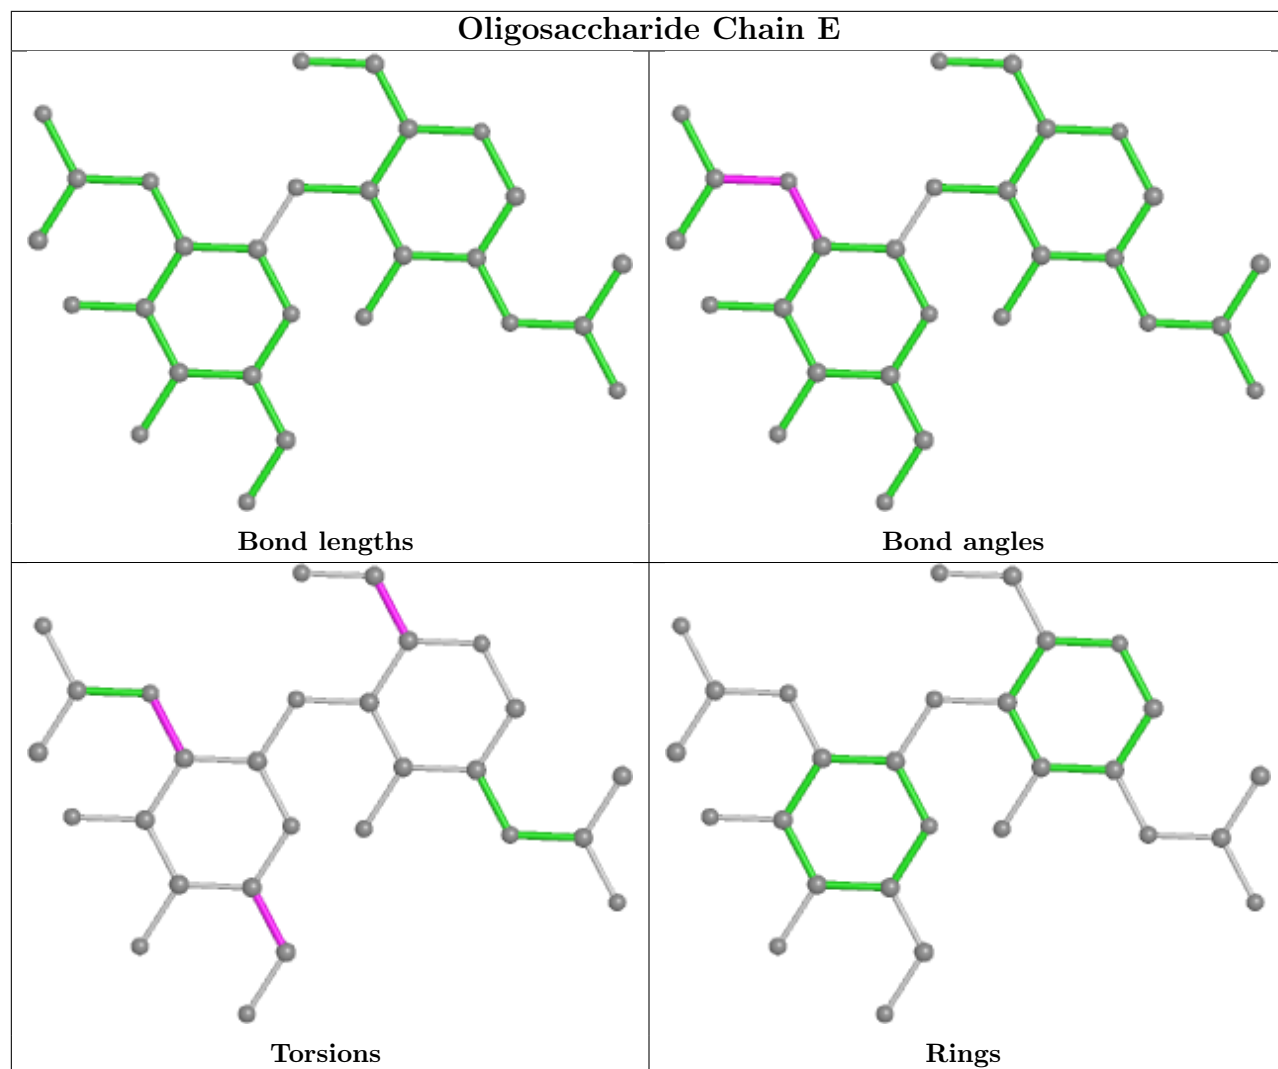 Oligosaccharide Chain E
Bond lengths
Bond angles
Torsions
Rings